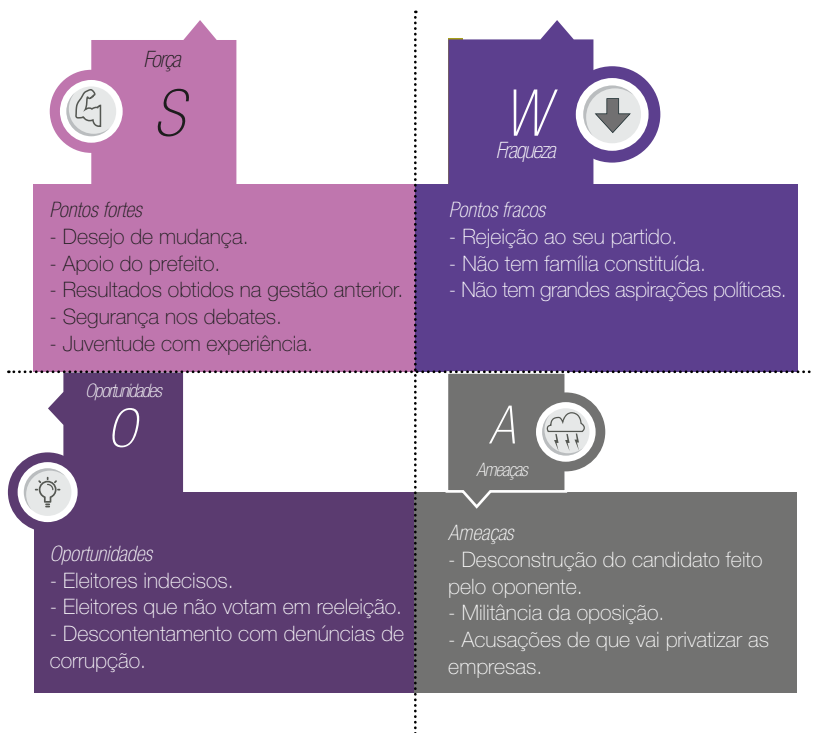 Força
S
Pontos fortes
- Desejo de mudança.
- Apoio do prefeito.
- Resultados obtidos na gestão anterior.
- Segurança nos debates.
- Juventude com experiência.
W
Fraqueza
Pontos fracos
- Rejeição ao seu partido.
- Não tem família constituída.
- Não tem grandes aspirações políticas.
Oportunidades
O
Oportunidades
- Eleitores indecisos.
- Eleitores que não votam em reeleição.
- Descontentamento com denúncias de
corrupção.
A
Ameaças
Ameaças
- Desconstrução do candidato feito
pelo oponente.
- Militância da oposição.
- Acusações de que vai privatizar as
empresas.